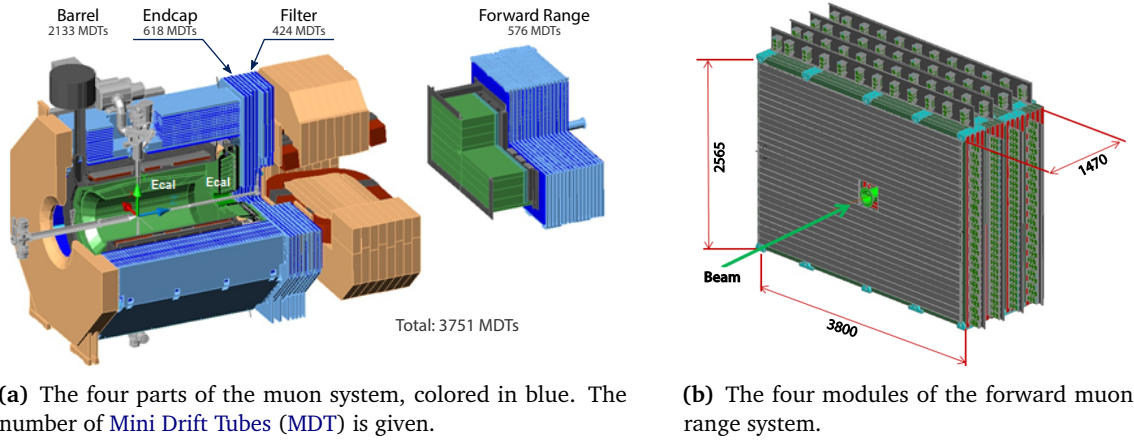 Barrel
2133 MDTs
Endcap
618 MDTs
Filter
424 MDTs
Forward Range
576 MDTs
Ecal
Ecal
Total: 3751 MDTs
2565
1470
Beam
3800
(a) The four parts of the muon system, colored in blue. The
number of Mini Drift Tubes (MDT) is given.
(b) The four modules of the forward muon
range system.